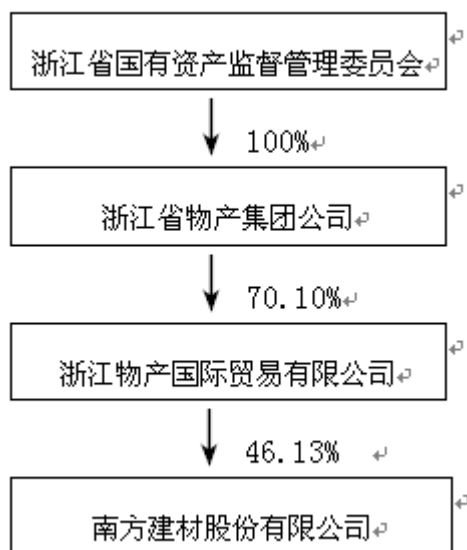 浙江省国有资产监督管理委员会
100%
浙江省物产集团公司
70.10%
浙江物产国际贸易有限公司
46.13%
南方建材股份有限公司